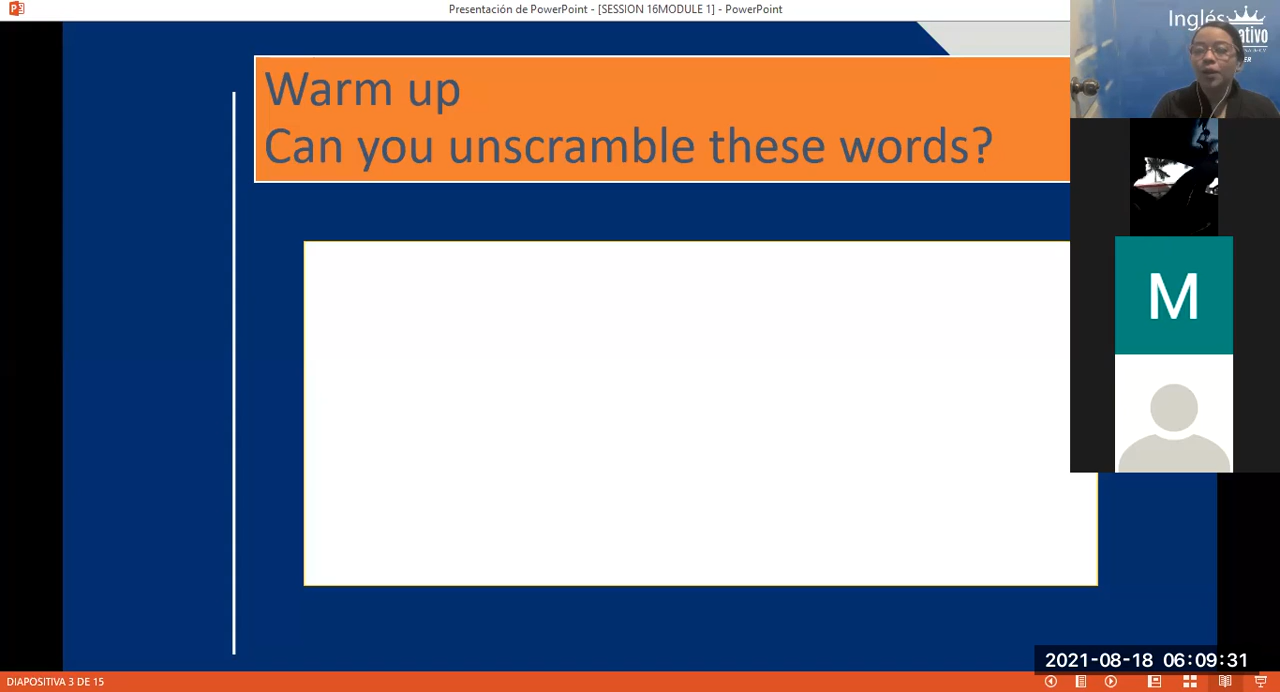 Presentación de PowerPoint - [SESSION 16MODULE 1] - PowerPoint
Inglés
Warm up
Can you unscramble these words?
M
2021-08-18 06:09:31
DIAPOSITIVA 3 DE 15